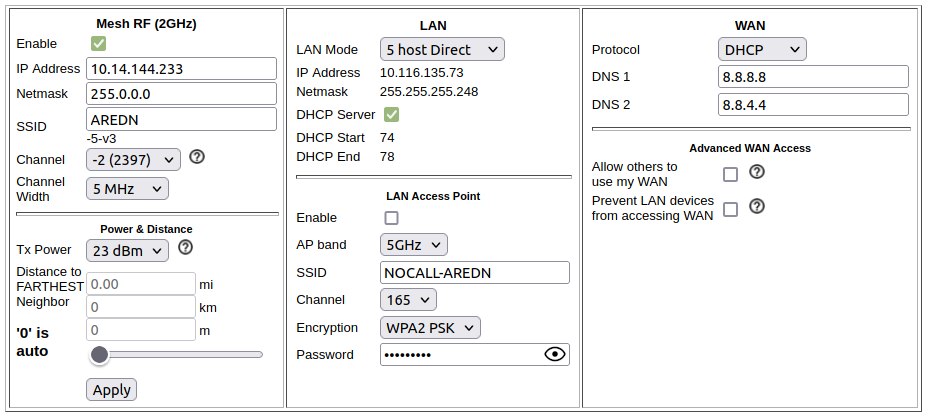 Mesh RF (2GHz)
Enable
IP Address 10.14.144.233
Netmask 255.0.0.0
SSID AREDN
-5-v3
Channel -2 (2397) ?
Channel
Width 5 MHz
Power & Distance
Tx Power 23 dBm ?
Distance to
FARTHEST
Neighbor
0.00 mi
0 km
0 m
'0' is
auto
Apply
LAN
LAN Mode 5 host Direct
IP Address 10.116.135.73
Netmask 255.255.255.248
DHCP Server
DHCP Start 74
DHCP End 78
LAN Access Point
Enable
AP band 5GHz
SSID NOCALL-AREDN
Channel 165
Encryption WPA2 PSK
Password •••••••••
WAN
Protocol DHCP
DNS 1 8.8.8.8
DNS 2 8.8.4.4
Advanced WAN Access
Allow others to
use my WAN ?
Prevent LAN devices
from accessing WAN ?